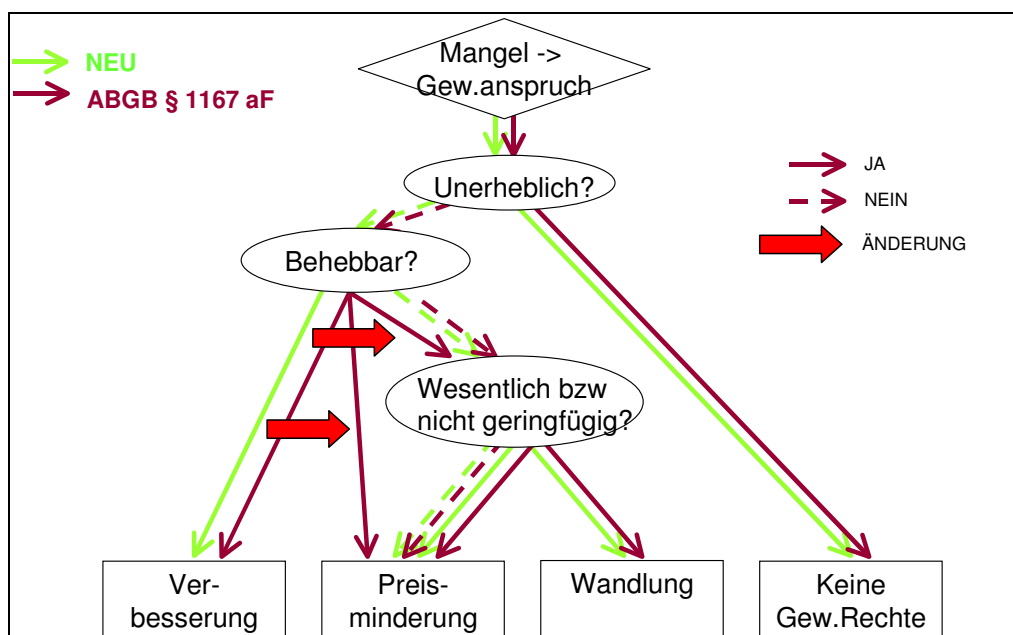 NEU
ABGB § 1167 aF
Mangel ->
Gew.anspruch
Unerheblich?
JA
NEIN
ÄNDERUNG
Behebbar?
Wesentlich bzw
nicht geringfügig?
Ver-
besserung
Preis-
minderung
Wandlung
Keine
Gew.Rechte